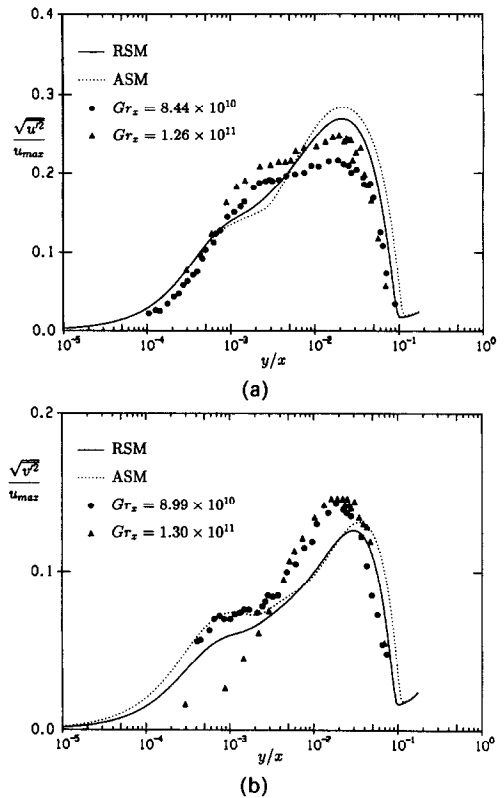 0.4
RSM
ASM
0.3
Gr_x = 8.44 × 10^10
√u'^2 / u_max
Gr_x = 1.26 × 10^11
0.2
0.1
0.0
10^-5 10^-4 10^-3 10^-2 10^-1 10^0
y/x
(a)
0.2
RSM
√v'^2 / u_max
ASM
Gr_x = 8.99 × 10^10
Gr_x = 1.30 × 10^11
0.1
0.0
10^-5 10^-4 10^-3 10^-2 10^-1 10^0
y/x
(b)